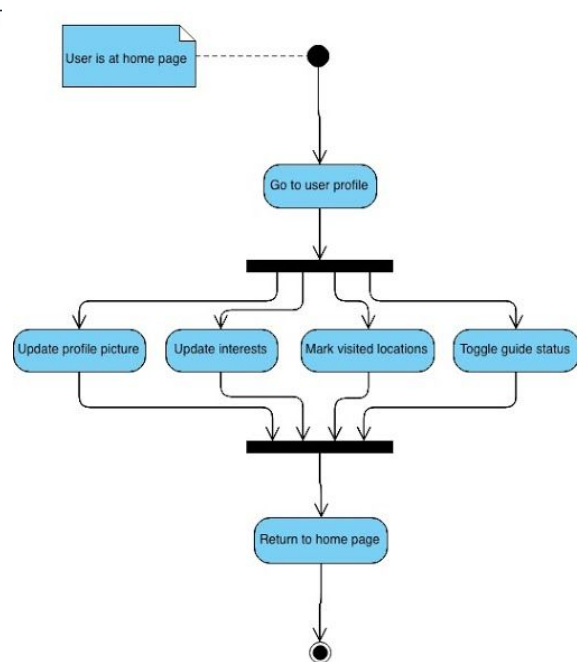 User is at home page
Go to user profile
Update profile picture
Update interests
Mark visited locations
Toggle guide status
Return to home page